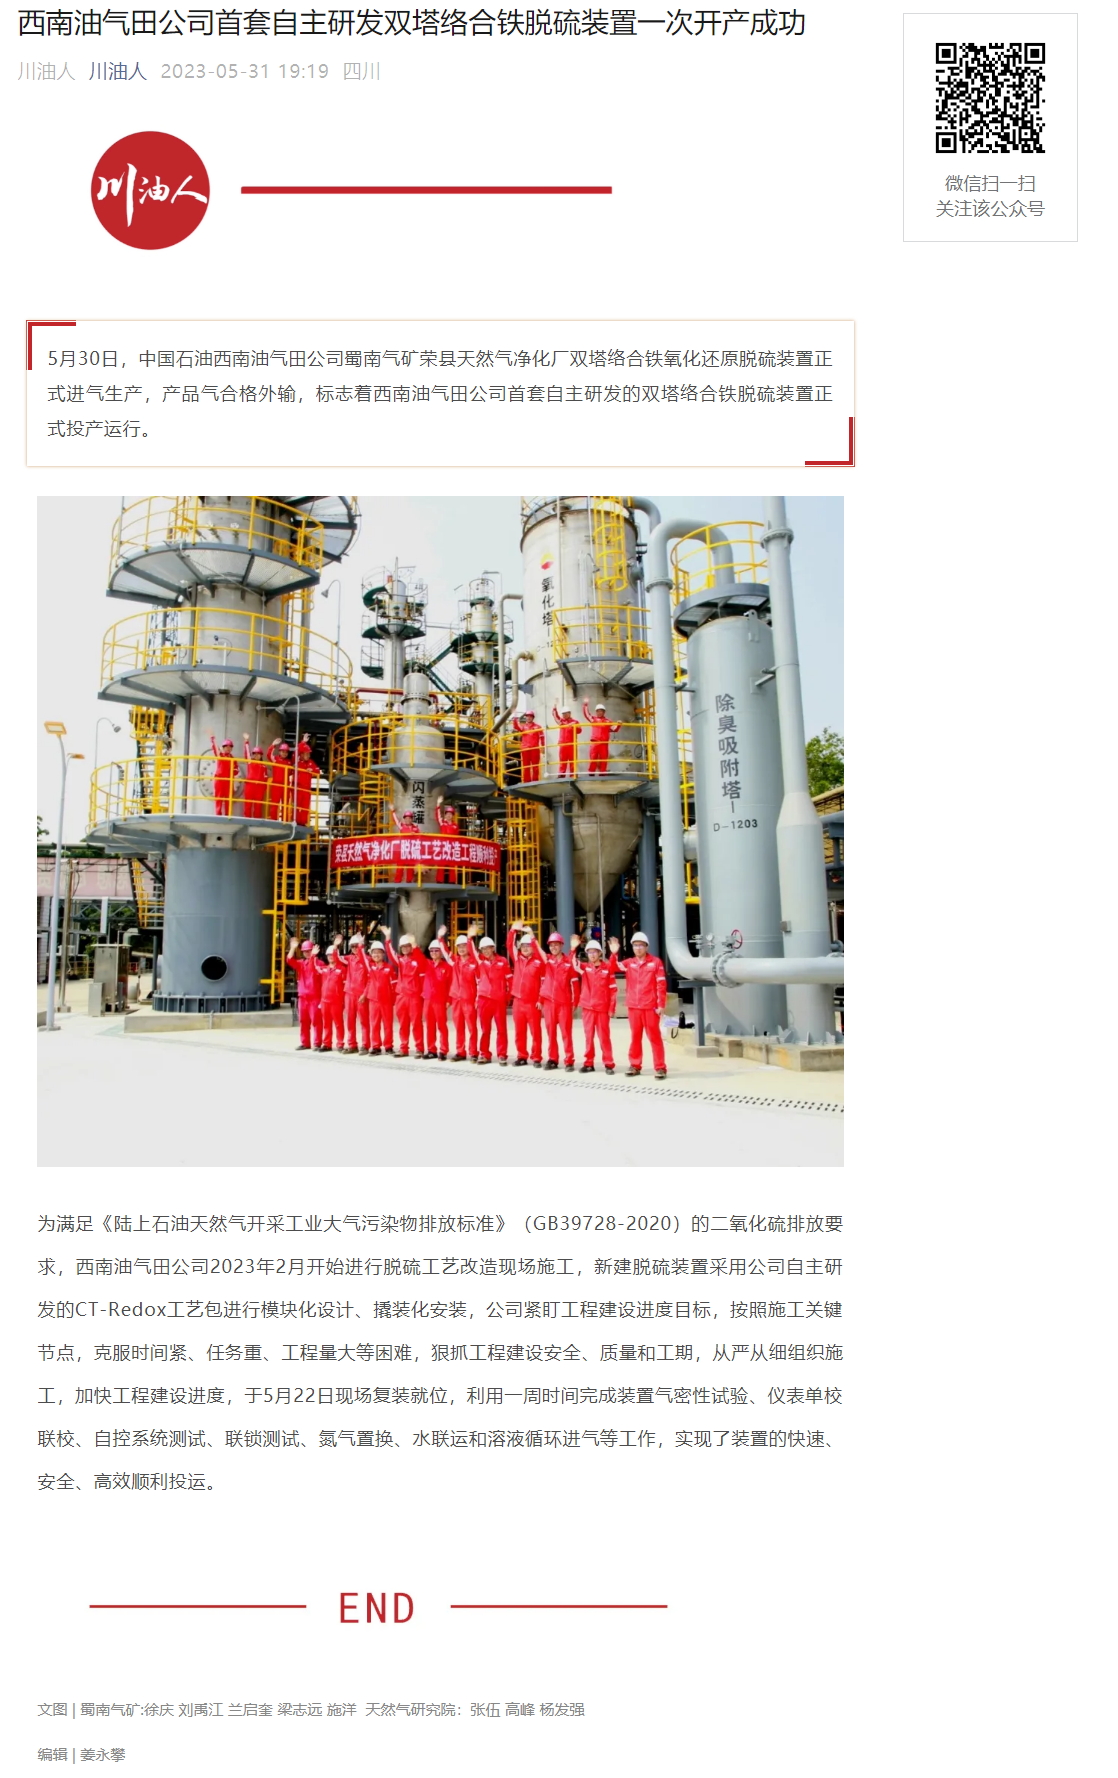 西南油气田公司首套自主研发双塔络合铁脱硫装置一次开产成功
川油人 川油人 2023-05-31 19:19 四川
微信扫一扫
关注该公众号
川油人
5月30日，中国石油西南油气田公司蜀南气矿荣县天然气净化厂双塔络合铁氧化还原脱硫装置正
式进气生产，产品气合格外输，标志着西南油气田公司首套自主研发的双塔络合铁脱硫装置正
式投产运行。
氧化塔
除臭吸附塔
D-1203
闪蒸罐
荣县天然气净化厂脱硫工艺改造工程顺利投产
为满足《陆上石油天然气开采工业大气污染物排放标准》（GB39728-2020）的二氧化硫排放要
求，西南油气田公司2023年2月开始进行脱硫工艺改造现场施工，新建脱硫装置采用公司自主研
发的CT-Redox工艺包进行模块化设计、撬装化安装，公司紧盯工程建设进度目标，按照施工关键
节点，克服时间紧、任务重、工程量大等困难，狠抓工程建设安全、质量和工期，从严从细组织施
工，加快工程建设进度，于5月22日现场复装就位，利用一周时间完成装置气密性试验、仪表单校
联校、自控系统测试、联锁测试、氮气置换、水联运和溶液循环进气等工作，实现了装置的快速、
安全、高效顺利投运。
END
文图 | 蜀南气矿:徐庆 刘禹江 兰启奎 梁志远 施洋 天然气研究院：张伍 高峰 杨发强
编辑 | 姜永攀